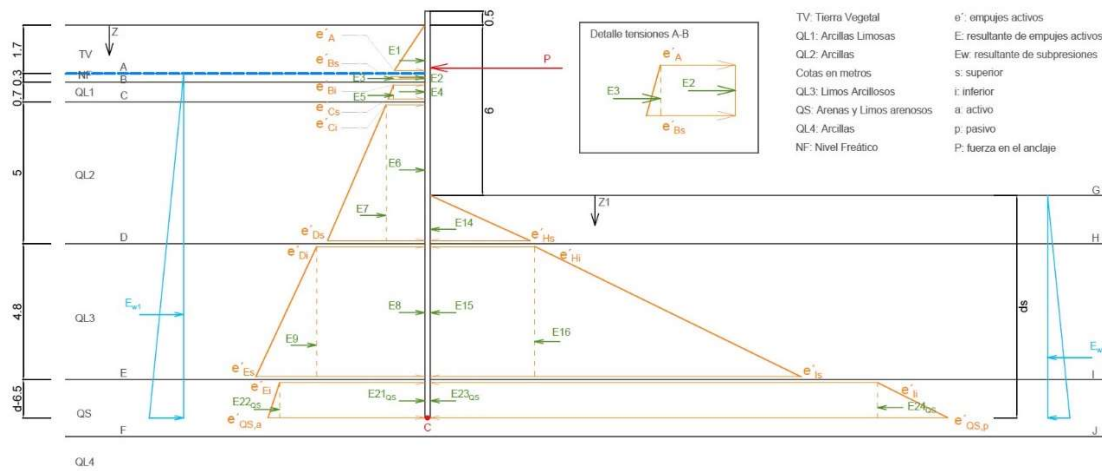 TV: Tierra Vegetal
QL1: Arcillas Limosas
QL2: Arcillas
Cotas en metros
QL3: Limos Arcillosos
QS: Arenas y Limos arenosos
QL4: Arcillas
NF: Nivel Freático
e´: empujes activos
E: resultante de empujes activos
Ew: resultante de subpresiones
s: superior
i: inferior
a: activo
p: pasivo
P: fuerza en el anclaje
Detalle tensiones A-B
e´A
E3
E2
e´Bs
Z
0.5
1.7
TV
e´A
E1
e´Bs
A
P
0.3
NF
B
E3
E2
0.7
QL1
e´Bi
E4
C
E5
e´Cs
e´Ci
6
5
QL2
E6
E7
Z1
G
E14
D
e´Ds
e´Di
e´Hs
e´Hi
H
Ew1
4.8
QL3
E8
E15
E9
E16
ds
Ew
E
e´Es
e´Ei
e´Is
e´Ii
I
d-6.5
QS
E22QS
E21QS
E23QS
E24QS
e´QS,a
C
e´QS,p
F
J
QL4